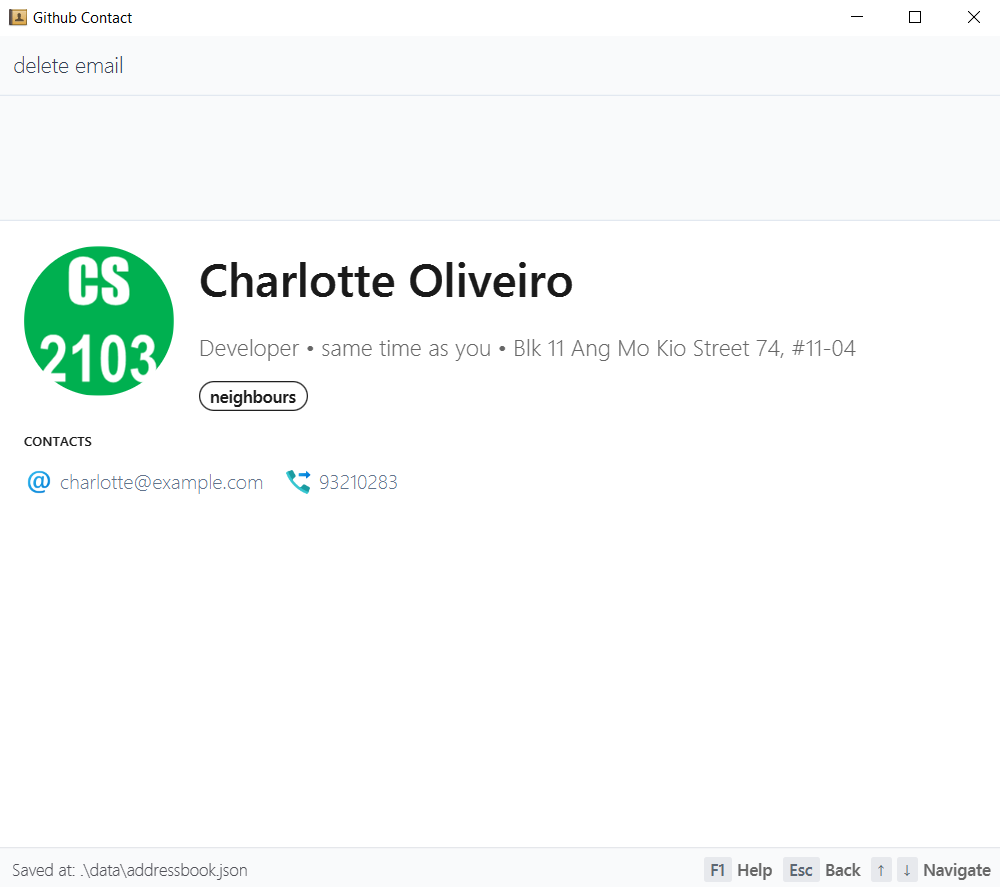 Github Contact
delete email
CS
2103
Charlotte Oliveiro
Developer • same time as you • Blk 11 Ang Mo Kio Street 74, #11-04
neighbours
CONTACTS
@ charlotte@example.com 93210283
Saved at: .\data\addressbook.json F1 Help Esc Back ↑ ↓ Navigate